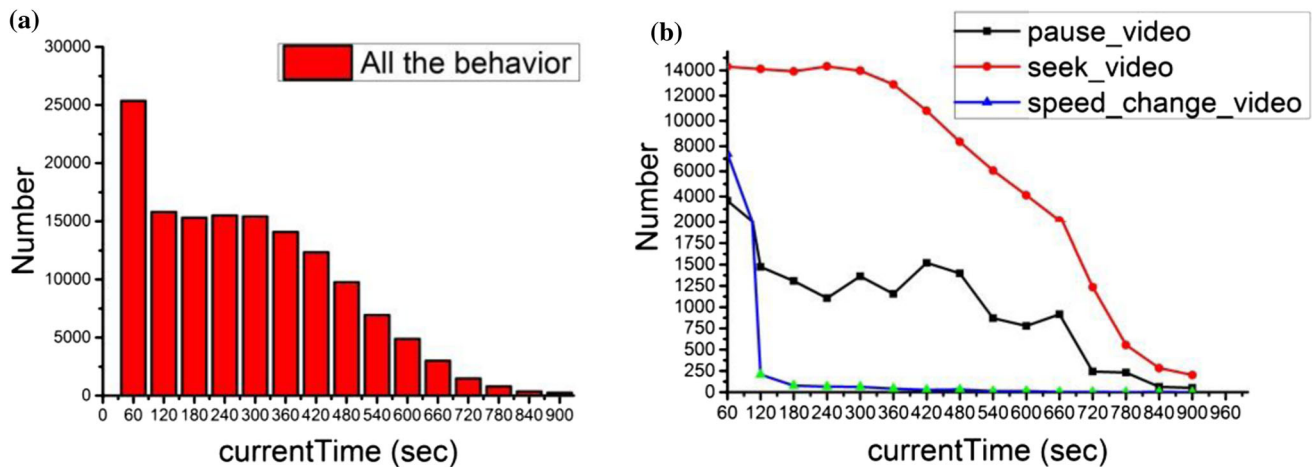 (a)
30000
25000
20000
15000
10000
5000
0
Number
All the behavior
0 60 120 180 240 300 360 420 480 540 600 660 720 780 840 900
currentTime (sec)
(b)
pause_video
seek_video
speed_change_video
14000
12000
10000
8000
6000
4000
2000
1750
1500
1250
1000
750
500
250
0
Number
60 120 180 240 300 360 420 480 540 600 660 720 780 840 900 960
currentTime (sec)